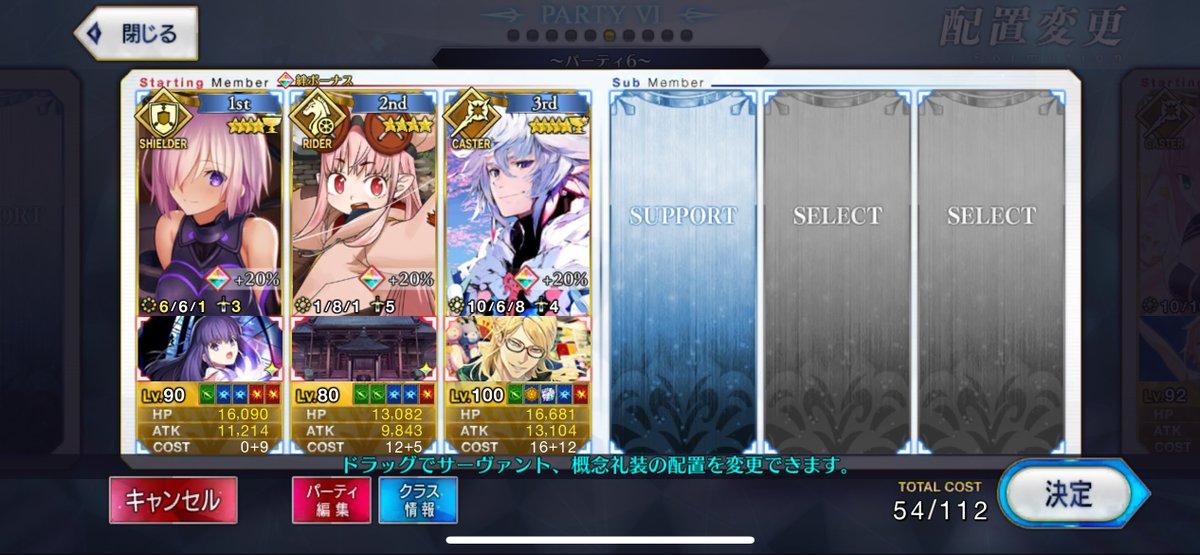 閉じる
PARTY VI
〜パーティ6〜
配置変更
Starting Member
絆ボーナス
Sub Member
1st
SHIELDER
+20%
6/6/1
3
Lv.90
HP 16,090
ATK 11,214
COST 0+9
2nd
RIDER
+20%
1/8/1
5
Lv.80
HP 13,082
ATK 9,843
COST 12+5
3rd
CASTER
+20%
10/6/8
4
Lv.100
HP 16,681
ATK 13,104
COST 16+12
SUPPORT
SELECT
SELECT
Lv.92
HP
ATK
COST
ドラッグでサーヴァント、概念礼装の配置を変更できます。
キャンセル
パーティ
編集
クラス
情報
TOTAL COST
54/112
決定